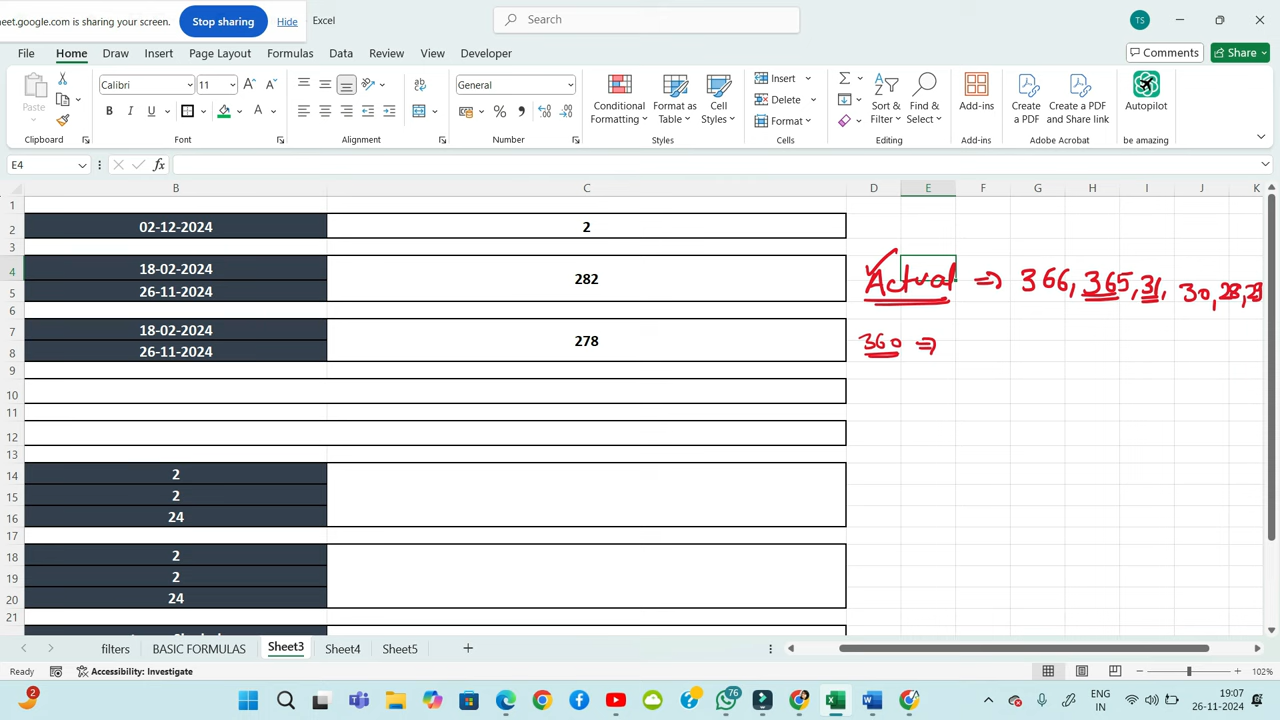 eet.google.com is sharing your screen. Stop sharing Hide Excel Search TS
File Home Draw Insert Page Layout Formulas Data Review View Developer Comments Share
Paste Calibri 11 General Insert Delete Format
B I U A
Conditional Formatting Format as Table Cell Styles Sort & Filter Find & Select Add-ins Create a PDF Create a PDF and Share link Autopilot
Clipboard Font Alignment Number Styles Cells Editing Add-ins Adobe Acrobat be amazing
E4 fx
B C D E F G H I J K
1
2 02-12-2024 2
3
4 18-02-2024 282
5 26-11-2024
Actual ⇒ 366, 365, 31, 30, 28,
6
7 18-02-2024 278
8 26-11-2024
360 ⇒
9
10
11
12
13
14 2
15 2
16 24
17
18 2
19 2
20 24
21
filters BASIC FORMULAS Sheet3 Sheet4 Sheet5
Ready Accessibility: Investigate 102%
2 76 ENG IN 19:07 26-11-2024